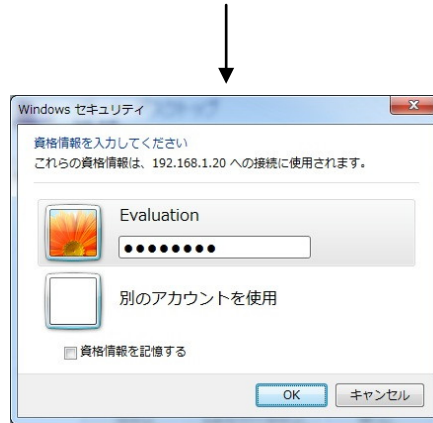 Windows セキュリティ
資格情報を入力してください
これらの資格情報は、192.168.1.20 への接続に使用されます。
Evaluation
●●●●●●●●
別のアカウントを使用
資格情報を記憶する
OK
キャンセル